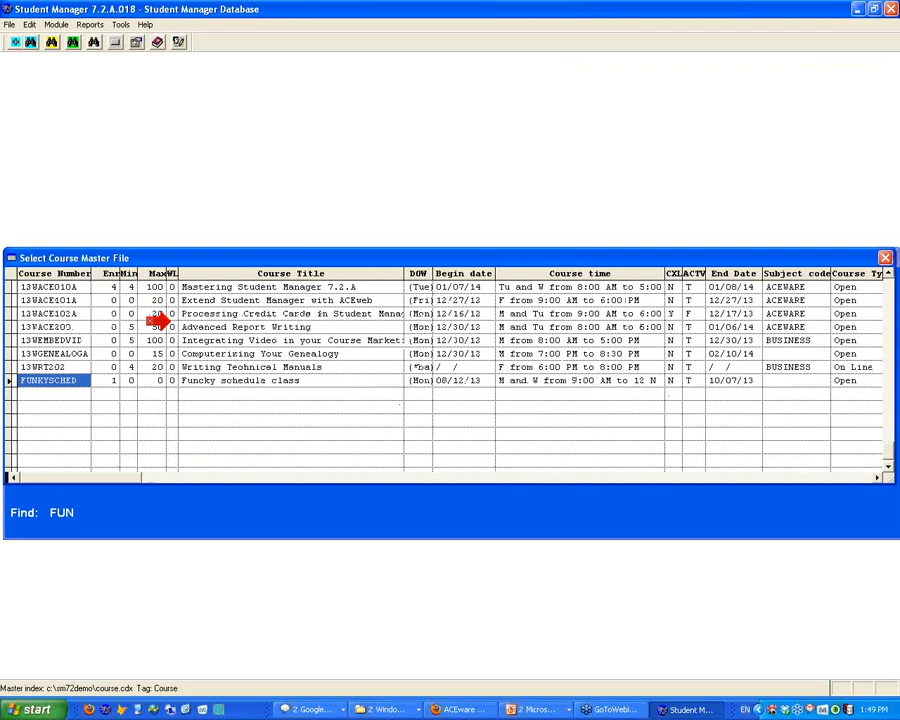 Student Manager 7.2.A.018 - Student Manager Database
File Edit Module Reports Tools Help
Select Course Master File
Course Number Enr Min Max WL Course Title DOW Begin date Course time CXL ACTV End Date Subject code Course Ty
13WACE010A 4 4 100 0 Mastering Student Manager 7.2.A (Tue) 01/07/14 Tu and W from 8:00 AM to 5:00 N T 01/08/14 ACEWARE Open
13WACE101A 0 0 20 0 Extend Student Manager with ACEweb (Fri) 12/27/12 F from 9:00 AM to 6:00 PM N T 12/27/13 ACEWARE Open
13WACE102A 0 0 20 0 Processing Credit Cards in Student Mana (Mon) 12/16/12 M and Tu from 9:00 AM to 6:00 Y F 12/17/13 ACEWARE Open
13WACE203. 0 5 0 Advanced Report Writing (Mon) 12/30/12 M and Tu from 8:00 AM to 6:00 N T 01/06/14 ACEWARE Open
13WEMBEDVID 0 5 100 0 Integrating Video in your Course Market: (Mon) 12/30/12 M from 8:00 AM to 5:00 PM N T 12/30/13 BUSINESS Open
13WGENEALOGA 0 0 15 0 Computerizing Your Genealogy (Mon) 12/30/12 M from 7:00 PM to 8:30 PM N T 02/10/14 Open
13WRT202 0 4 20 0 Writing Technical Manuals / / F from 6:00 PM to 8:00 PM N T / / BUSINESS On Line
FUNKYSCHED 1 0 0 0 Funcky schedule class (Mon) 08/12/13 M and W from 9:00 AM to 12 N N T 10/07/13 Open
Find: FUN
Master index: c:\sm72demo\course.cdx Tag: Course
start 2 Google... 2 Window... ACEware ... 2 Micros... GoToWebi... Student M... EN 1:49 PM